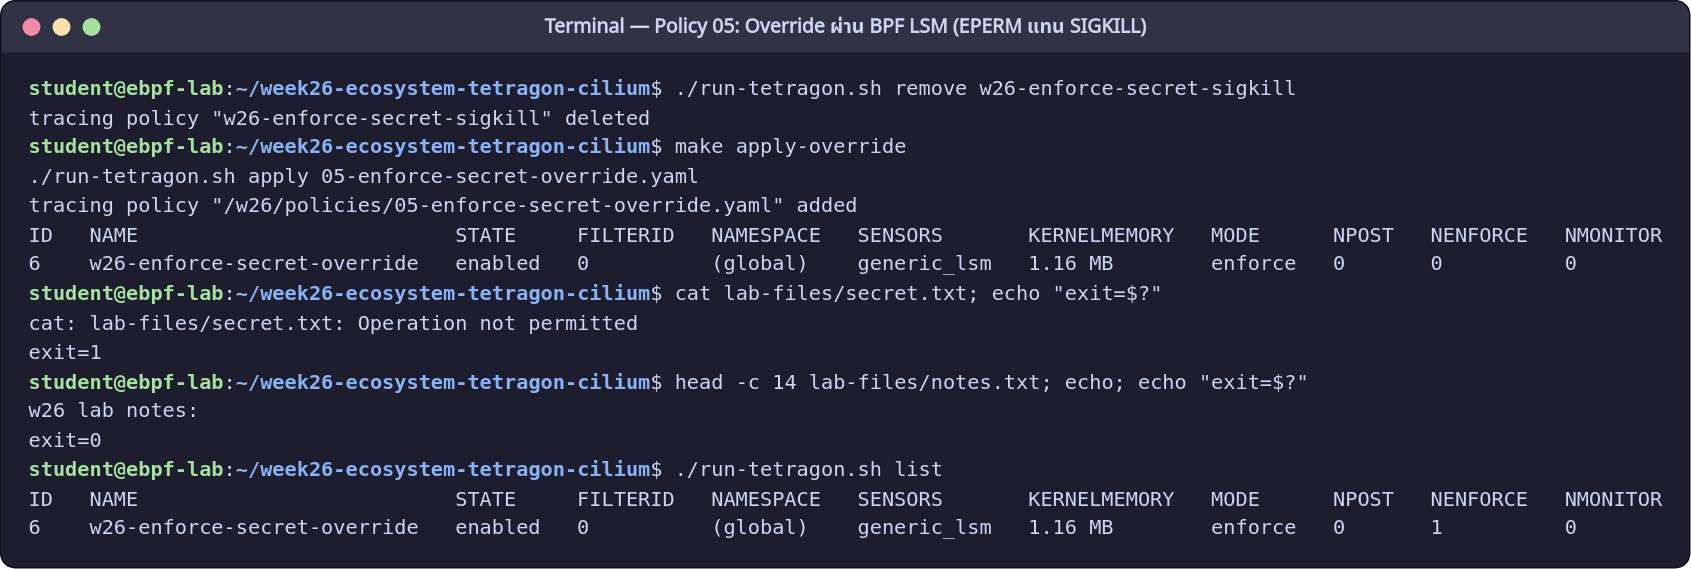 Terminal — Policy 05: Override ผ่าน BPF LSM (EPERM แทน SIGKILL)
student@ebpf-lab:~/week26-ecosystem-tetragon-cilium$ ./run-tetragon.sh remove w26-enforce-secret-sigkill
tracing policy "w26-enforce-secret-sigkill" deleted
student@ebpf-lab:~/week26-ecosystem-tetragon-cilium$ make apply-override
./run-tetragon.sh apply 05-enforce-secret-override.yaml
tracing policy "/w26/policies/05-enforce-secret-override.yaml" added
ID   NAME                          STATE     FILTERID   NAMESPACE   SENSORS       KERNELMEMORY   MODE      NPOST   NENFORCE   NMONITOR
6    w26-enforce-secret-override   enabled   0          (global)    generic_lsm   1.16 MB        enforce   0       0          0
student@ebpf-lab:~/week26-ecosystem-tetragon-cilium$ cat lab-files/secret.txt; echo "exit=$?"
cat: lab-files/secret.txt: Operation not permitted
exit=1
student@ebpf-lab:~/week26-ecosystem-tetragon-cilium$ head -c 14 lab-files/notes.txt; echo; echo "exit=$?"
w26 lab notes:
exit=0
student@ebpf-lab:~/week26-ecosystem-tetragon-cilium$ ./run-tetragon.sh list
ID   NAME                          STATE     FILTERID   NAMESPACE   SENSORS       KERNELMEMORY   MODE      NPOST   NENFORCE   NMONITOR
6    w26-enforce-secret-override   enabled   0          (global)    generic_lsm   1.16 MB        enforce   0       1          0